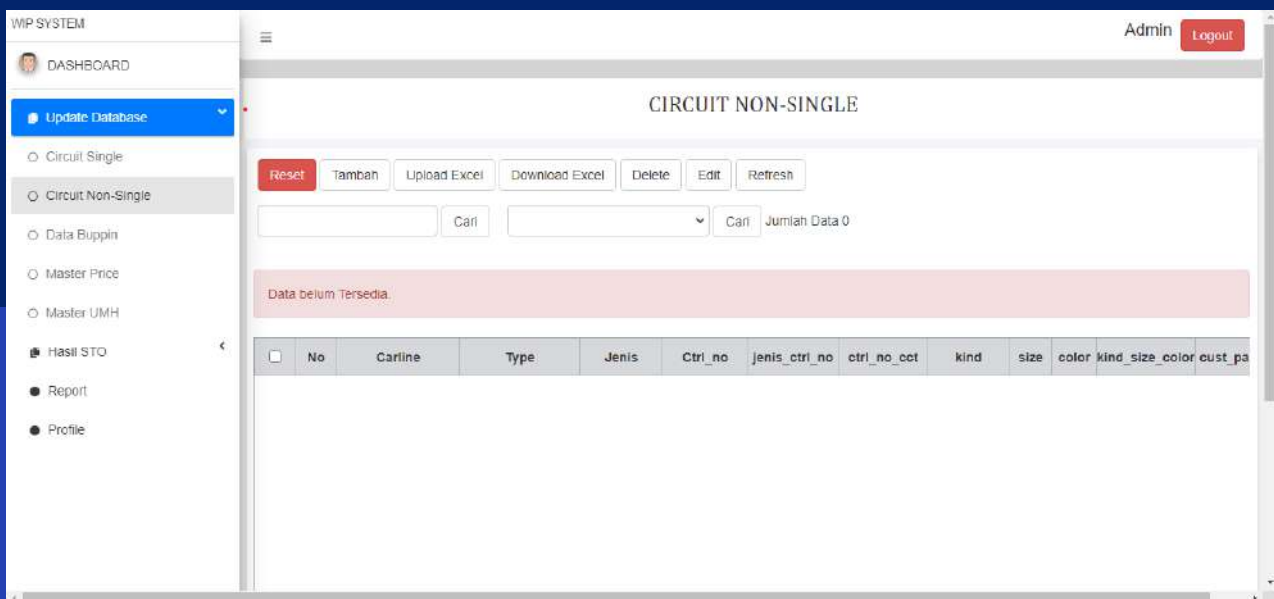 WIP SYSTEM
Admin
Logout
DASHBOARD
CIRCUIT NON-SINGLE
Update Database
Circuit Single
Circuit Non-Single
Data Buppin
Master Price
Master UMH
Hasil STO
Report
Profile
Reset Tambah Upload Excel Download Excel Delete Edit Refresh
Cari Cari Jumlah Data 0
Data belum Tersedia.
No Carline Type Jenis Ctrl_no jenis_ctrl_no ctrl_no_cct kind size color kind_size_color cust_pa